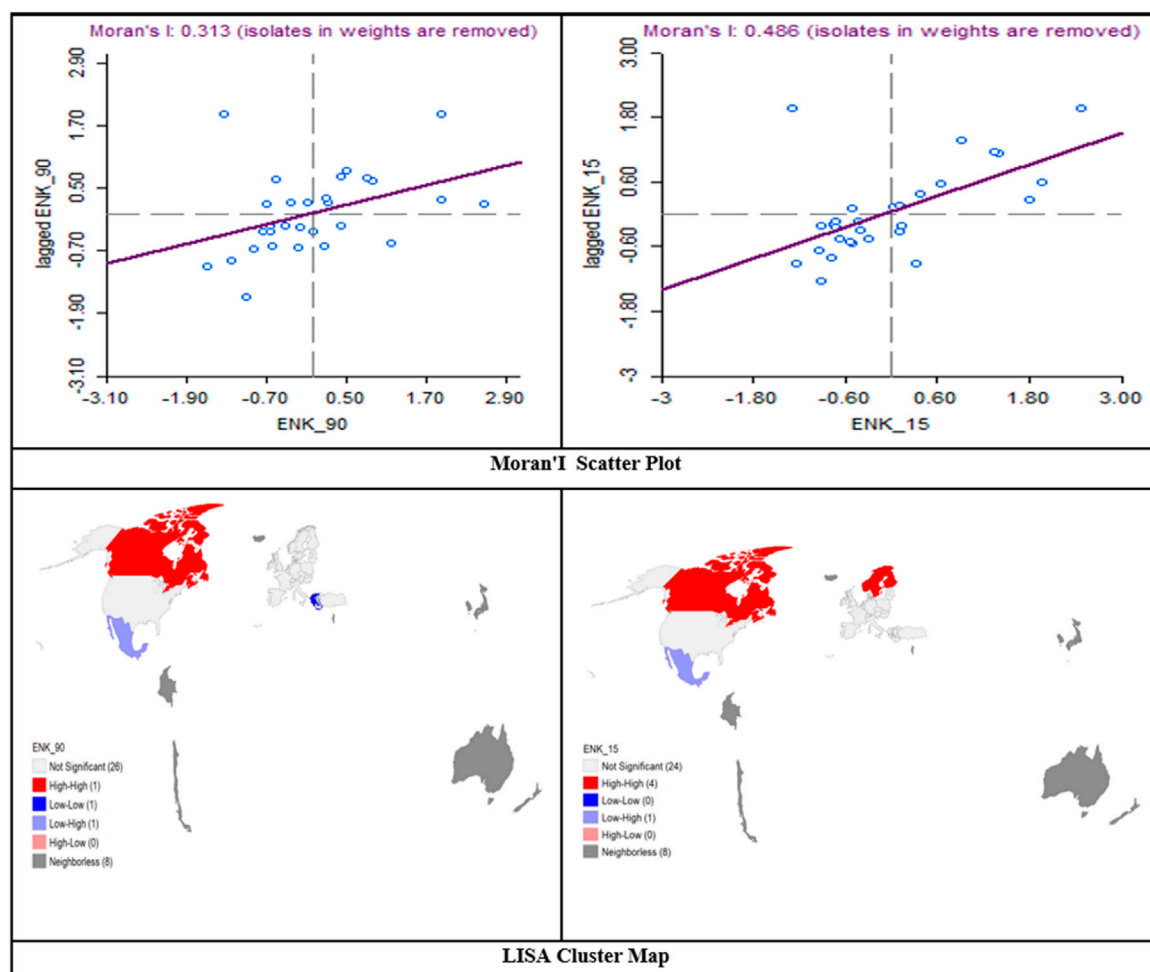 Moran's I: 0.313 (isolates in weights are removed)
2.90
1.70
0.50
-0.70
-1.90
-3.10
lagged ENK_90
-3.10 -1.90 -0.70 0.50 1.70 2.90
ENK_90
Moran's I: 0.486 (isolates in weights are removed)
3.00
1.80
0.60
-0.60
-1.80
-3
lagged ENK_15
-3 -1.80 -0.60 0.60 1.80 3.00
ENK_15
Moran'I Scatter Plot
ENK_90
Not Significant (26)
High-High (1)
Low-Low (1)
Low-High (1)
High-Low (0)
Neighborless (8)
ENK_15
Not Significant (24)
High-High (4)
Low-Low (0)
Low-High (1)
High-Low (0)
Neighborless (8)
LISA Cluster Map